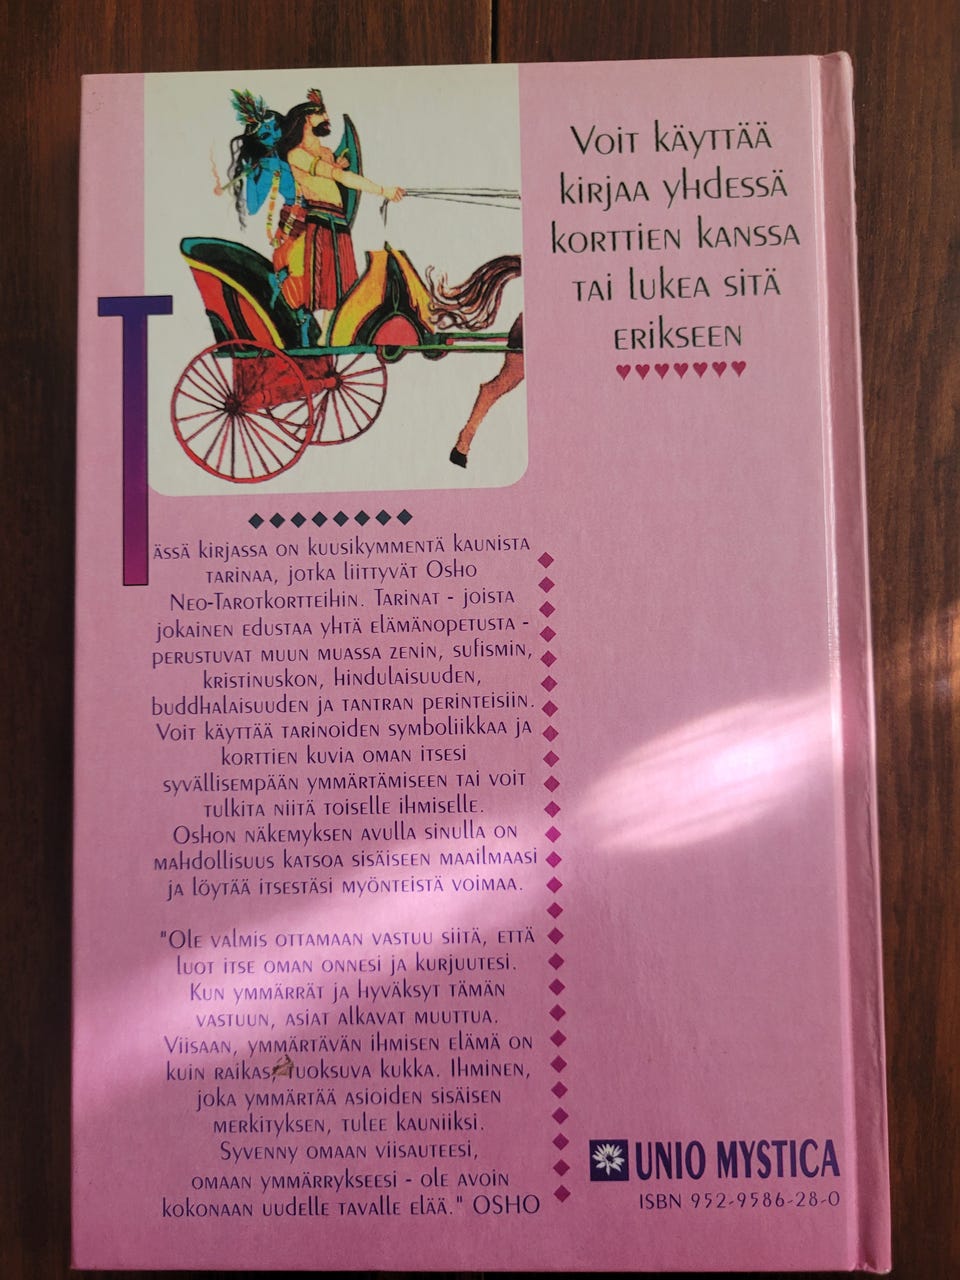 Voit käyttää
kirjaa yhdessä
korttien kanssa
tai lukea sitä
erikseen
Tässä kirjassa on kuusikymmentä kaunista
tarinaa, jotka liittyvät Osho
Neo-Tarotkortteihin. Tarinat - joista
jokainen edustaa yhtä elämänopetusta -
perustuvat muun muassa zenin, sufismin,
kristinuskon, hindulaisuuden,
buddhalaisuuden ja tantran perinteisiin.
Voit käyttää tarinoiden symboliikkaa ja
korttien kuvia oman itsesi
syvällisempään ymmärtämiseen tai voit
tulkita niitä toiselle ihmiselle.
Oshon näkemyksen avulla sinulla on
mahdollisuus katsoa sisäiseen maailmaasi
ja löytää itsestäsi myönteistä voimaa.
"Ole valmis ottamaan vastuu siitä, että
luot itse oman onnesi ja kurjuutesi.
Kun ymmärrät ja hyväksyt tämän
vastuun, asiat alkavat muuttua.
Viisaan, ymmärtävän ihmisen elämä on
kuin raikas, tuoksuva kukka. Ihminen,
joka ymmärtää asioiden sisäisen
merkityksen, tulee kauniiksi.
Syvenny omaan viisauteesi,
omaan ymmärrykseesi - ole avoin
kokonaan uudelle tavalle elää." OSHO
UNIO MYSTICA
ISBN 952-9586-28-0